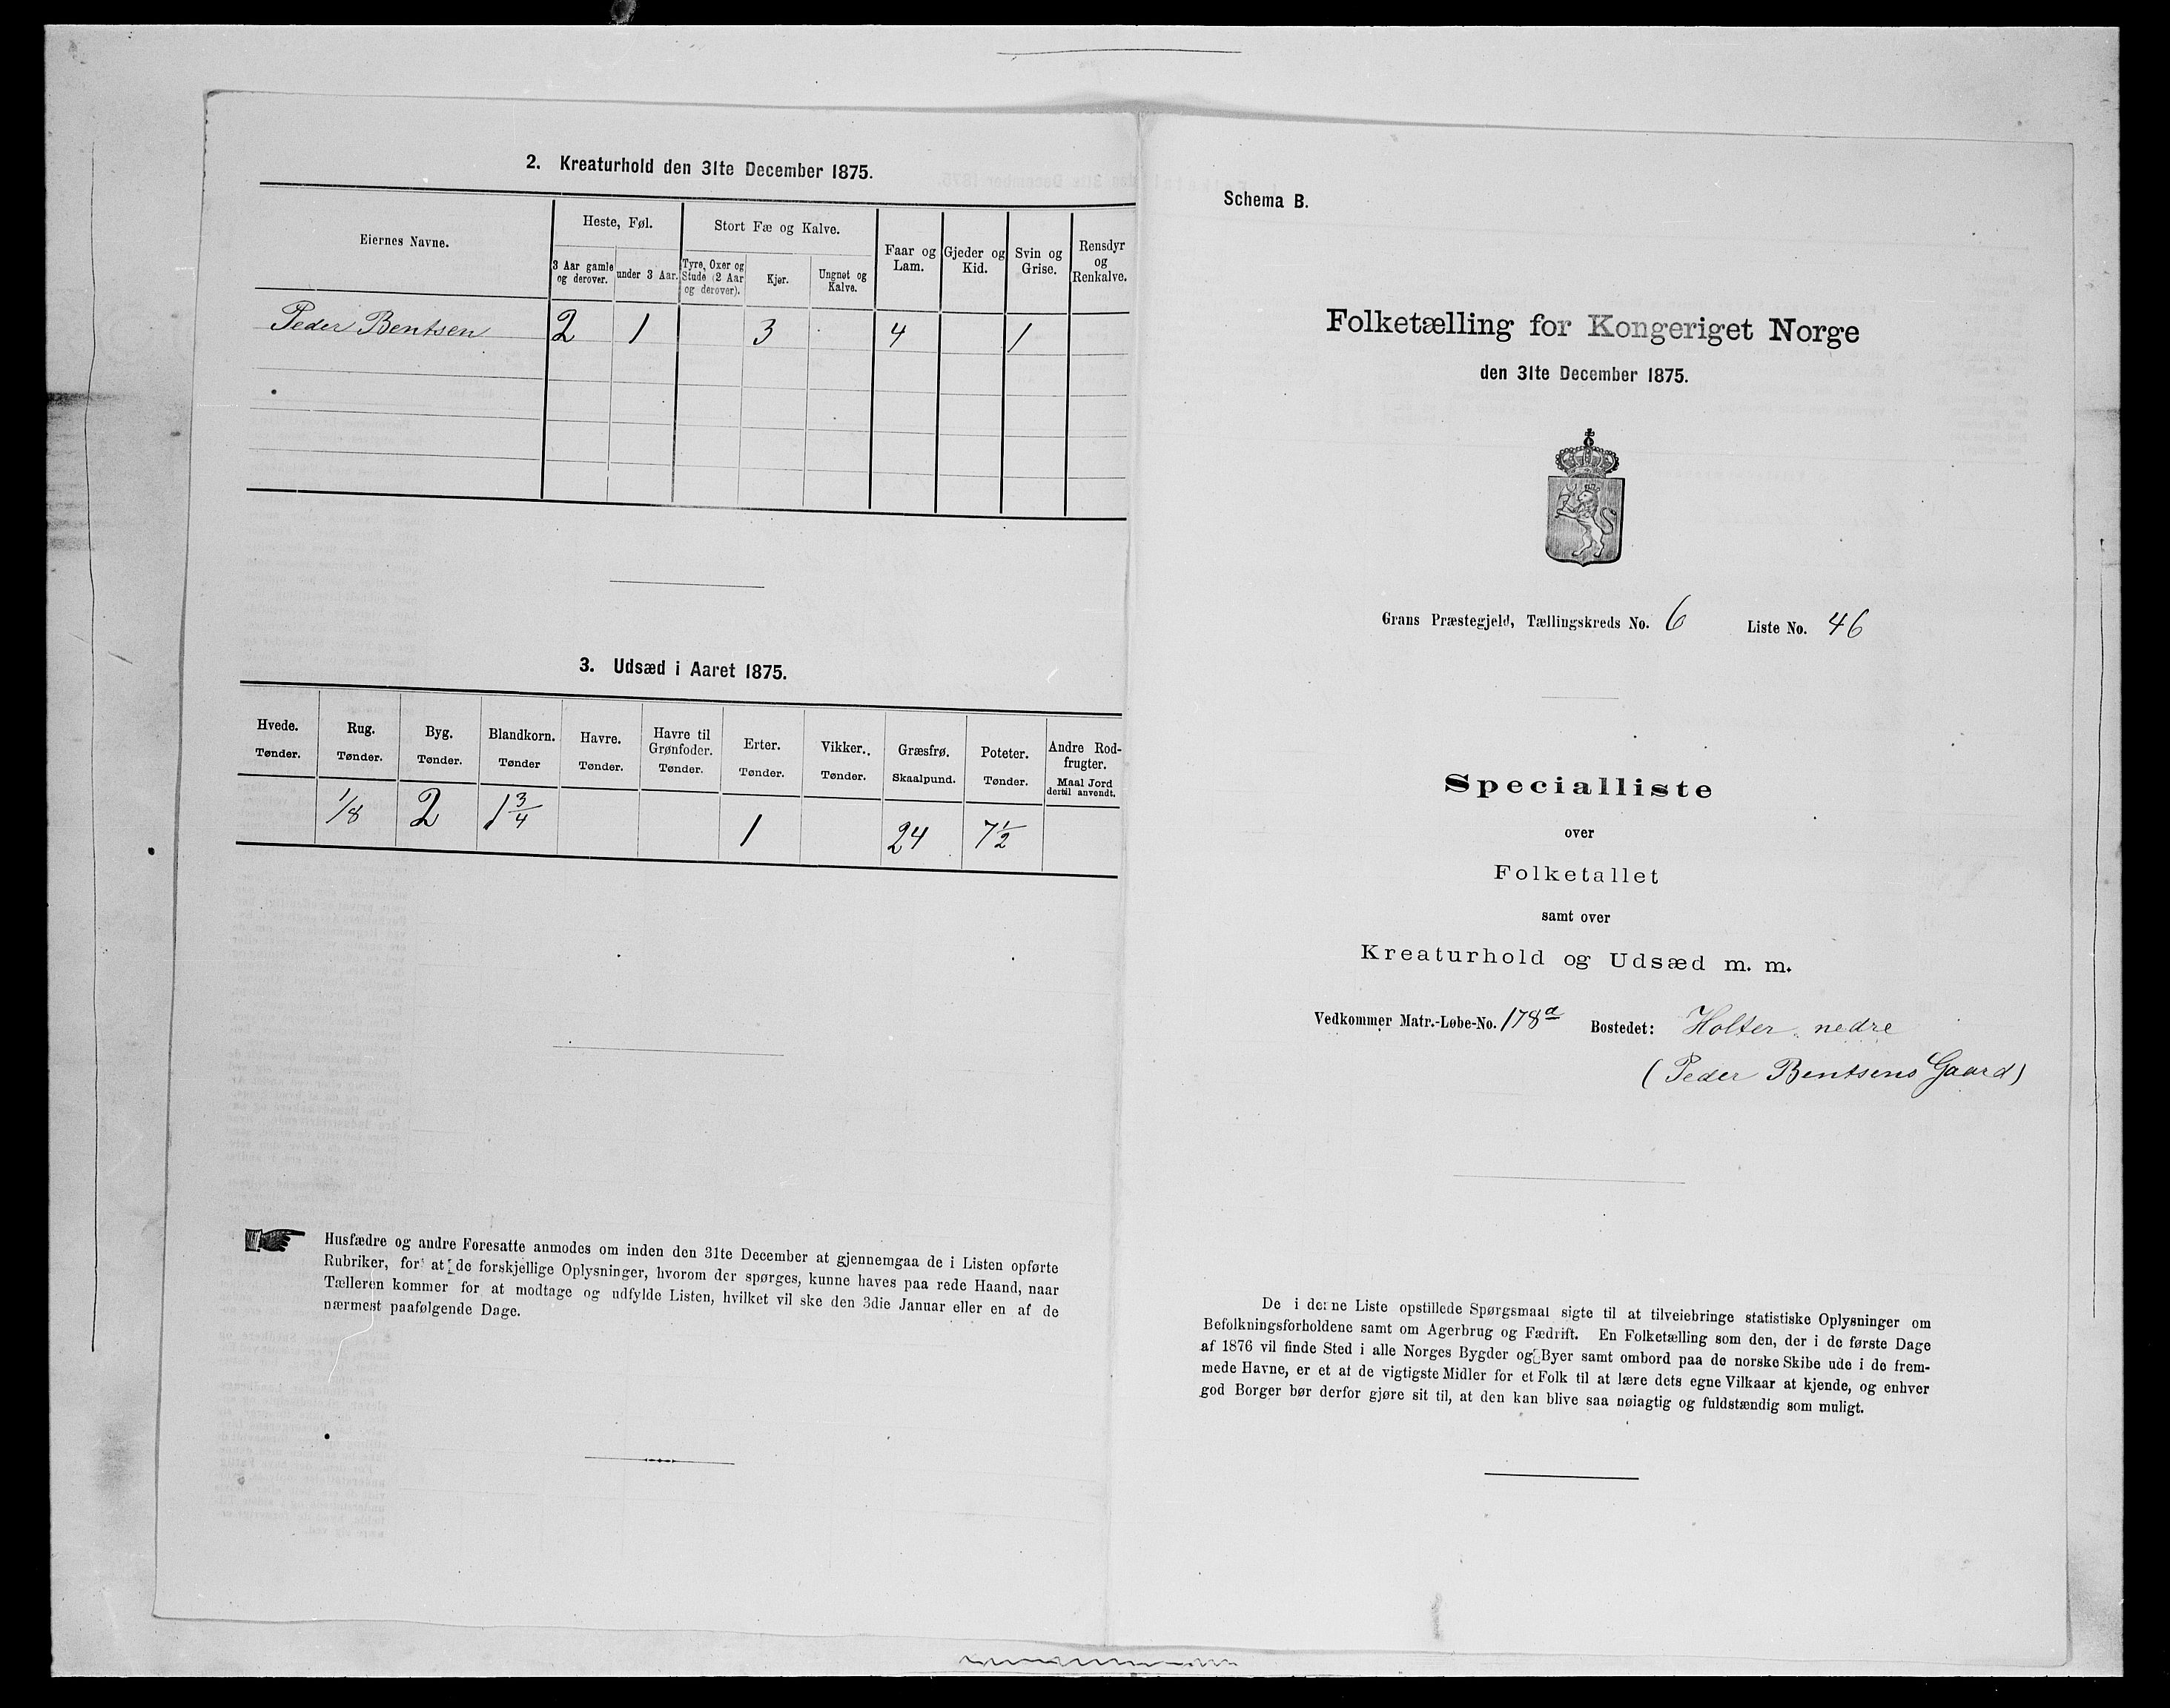 2. Kreaturhold den 31te December 1875.
Eiernes Navne.
Heste, Føl.
Stort Fæ og Kalve.
Faar og Lam.
Gjeder og Kid.
Svin og Grise.
Rensdyr og Renkalve.
3 Aar gamle og derover.
under 3 Aar.
Tyre, Oxer og Stude (2 Aar og derover).
Kjør.
Ungnøt og Kalve.
Peder Bentsen 2 1 3 4 1
3. Udsæd i Aaret 1875.
Hvede. Tønder.
Rug. Tønder.
Byg. Tønder.
Blandkorn. Tønder
Havre. Tønder.
Havre til Grønfoder. Tønder.
Erter. Tønder.
Vikker. Tønder.
Græsfrø. Skaalpund.
Poteter. Tønder.
Andre Rodfrugter. Maal Jord dertil anvendt.
1/8 2 1 3/4 1 24 7 1/2
Husfædre og andre Foresatte anmodes om inden den 31te December at gjennemgaa de i Listen opførte
Rubriker, for at de forskjellige Oplysninger, hvorom der spørges, kunne haves paa rede Haand, naar
Tælleren kommer for at modtage og udfylde Listen, hvilket vil ske den 3die Januar eller en af de
nærmest paafølgende Dage.
Schema B.
Folketælling for Kongeriget Norge
den 31te December 1875.
Grans Præstegjeld, Tællingskreds No. 6 Liste No. 46
Specialliste
over
Folketallet
samt over
Kreaturhold og Udsæd m. m.
Vedkommer Matr.-Løbe-No. 178a Bostedet: Holter nedre
(Peder Bentsens Gaard)
De i denne Liste opstillede Spørgsmaal sigte til at tilveiebringe statistiske Oplysninger om
Befolkningsforholdene samt om Agerbrug og Fædrift. En Folketælling som den, der i de første Dage
af 1876 vil finde Sted i alle Norges Bygder og Byer samt ombord paa de norske Skibe ude i de frem-
mede Havne, er et at de vigtigste Midler for et Folk til at lære dets egne Vilkaar at kjende, og enhver
god Borger bør derfor gjøre sit til, at den kan blive saa nøiagtig og fuldstændig som muligt.